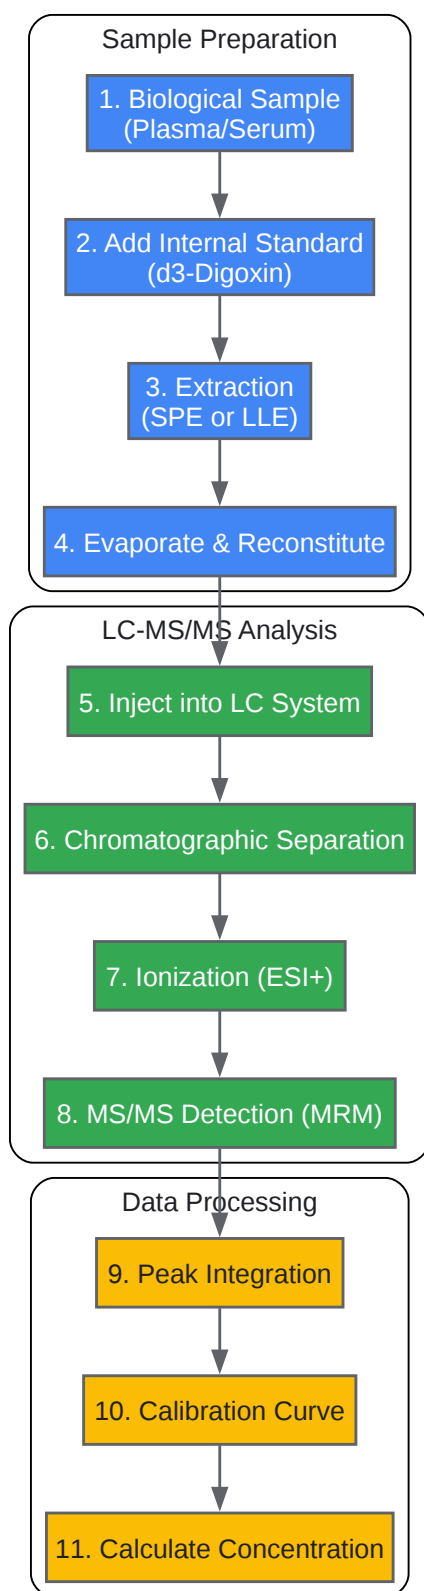 Sample Preparation
1. Biological Sample
(Plasma/Serum)
2. Add Internal Standard
(d3-Digoxin)
3. Extraction
(SPE or LLE)
4. Evaporate & Reconstitute
LC-MS/MS Analysis
5. Inject into LC System
6. Chromatographic Separation
7. Ionization (ESI+)
8. MS/MS Detection (MRM)
Data Processing
9. Peak Integration
10. Calibration Curve
11. Calculate Concentration